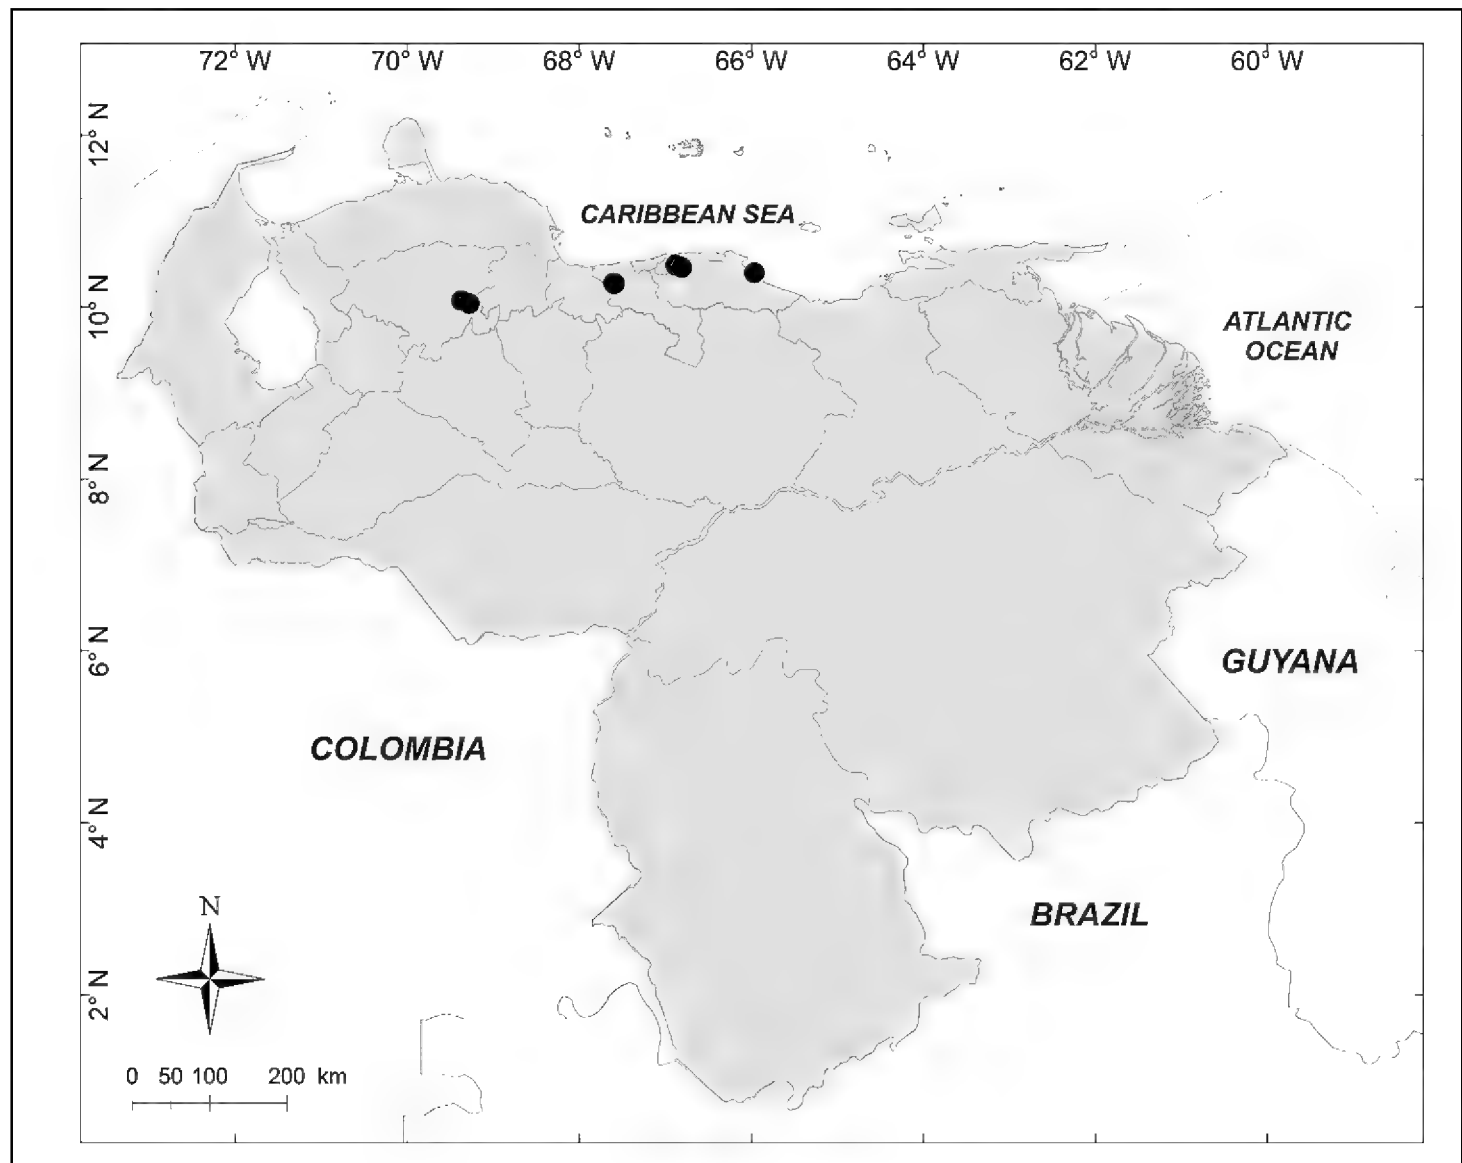 72° W 70° W 68° W 66° W 64° W 62° W 60° W
12° N
CARIBBEAN SEA
10° N
ATLANTIC
OCEAN
8° N
6° N
GUYANA
COLOMBIA
4° N
BRAZIL
N
2° N
0 50 100 200 km